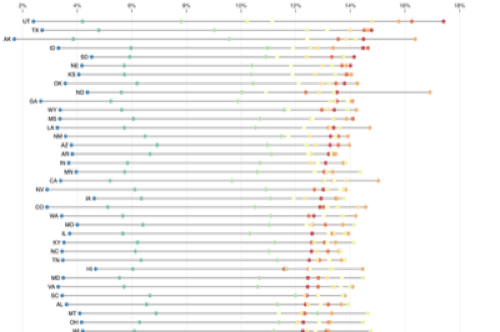 2% 4% 6% 8% 10% 12% 14% 16% 18%
UT
TX
AK
ID
SD
NE
KS
OK
ND
GA
WY
MS
LA
NM
AZ
AR
IN
MN
CA
NV
IA
CO
WA
MO
IL
KY
NC
TN
HI
MD
VA
SC
AL
MT
OH
WI